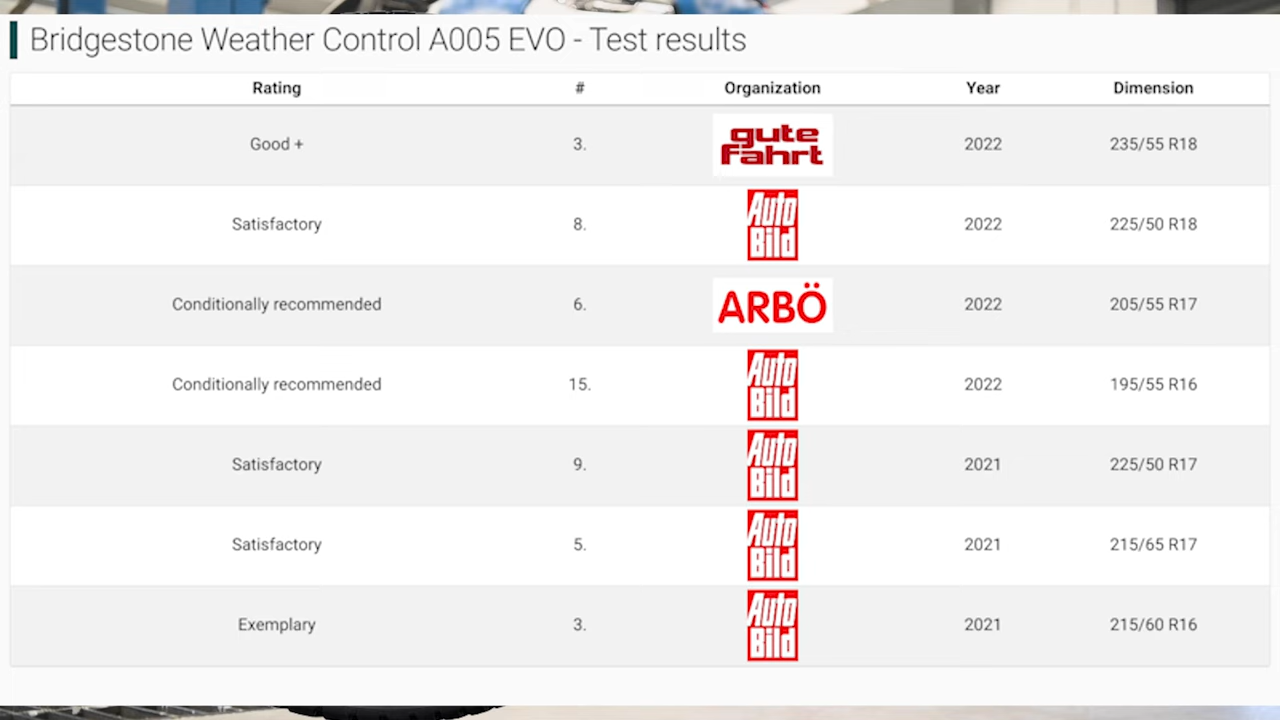 Bridgestone Weather Control A005 EVO - Test results
Rating # Organization Year Dimension
Good + 3. gute fahrt 2022 235/55 R18
Satisfactory 8. Auto Bild 2022 225/50 R18
Conditionally recommended 6. ARBÖ 2022 205/55 R17
Conditionally recommended 15. Auto Bild 2022 195/55 R16
Satisfactory 9. Auto Bild 2021 225/50 R17
Satisfactory 5. Auto Bild 2021 215/65 R17
Exemplary 3. Auto Bild 2021 215/60 R16